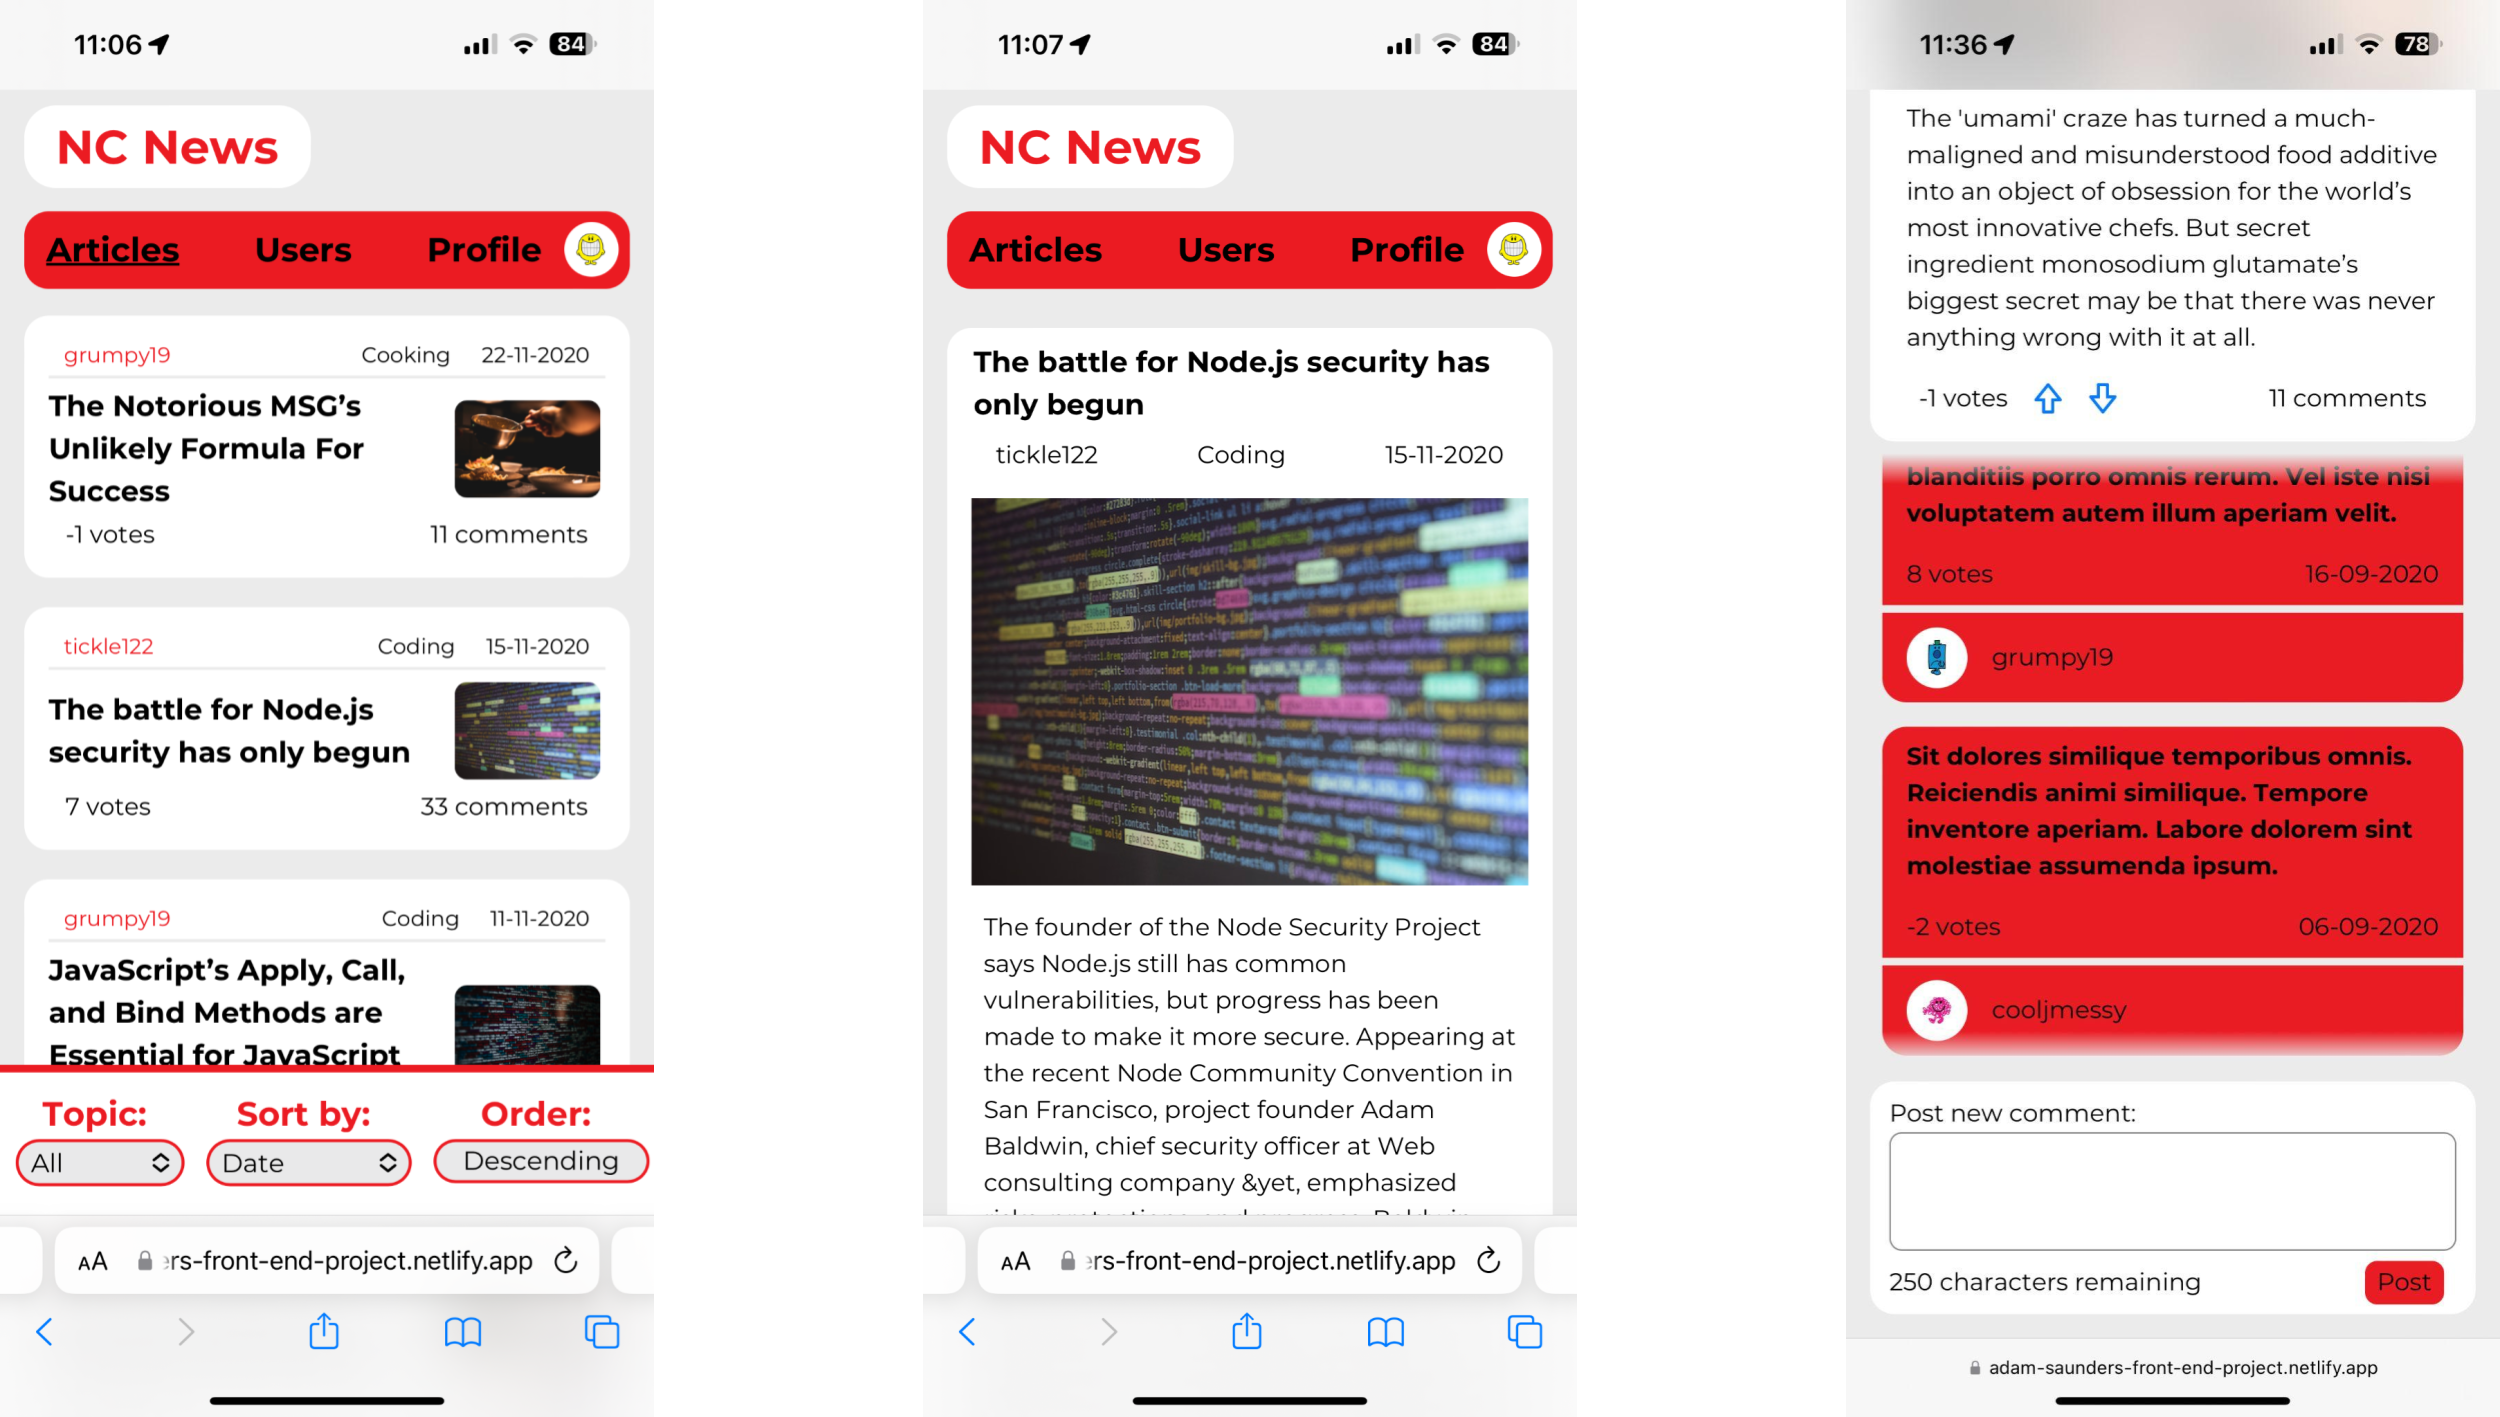 11:06
84
NC News
Articles Users Profile
grumpy19 Cooking 22-11-2020
The Notorious MSG’s
Unlikely Formula For
Success
-1 votes 11 comments
tickle122 Coding 15-11-2020
The battle for Node.js
security has only begun
7 votes 33 comments
grumpy19 Coding 11-11-2020
JavaScript’s Apply, Call,
and Bind Methods are
Essential for JavaScript
Topic: Sort by: Order:
All Date Descending
AA ers-front-end-project.netlify.app
11:07
84
NC News
Articles Users Profile
The battle for Node.js security has
only begun
tickle122 Coding 15-11-2020
The founder of the Node Security Project
says Node.js still has common
vulnerabilities, but progress has been
made to make it more secure. Appearing at
the recent Node Community Convention in
San Francisco, project founder Adam
Baldwin, chief security officer at Web
consulting company &yet, emphasized
AA ers-front-end-project.netlify.app
11:36
78
The 'umami' craze has turned a much-
maligned and misunderstood food additive
into an object of obsession for the world’s
most innovative chefs. But secret
ingredient monosodium glutamate’s
biggest secret may be that there was never
anything wrong with it at all.
-1 votes 11 comments
blanditiis porro omnis rerum. Vel iste nisi
voluptatem autem illum aperiam velit.
8 votes 16-09-2020
grumpy19
Sit dolores similique temporibus omnis.
Reiciendis animi similique. Tempore
inventore aperiam. Labore dolorem sint
molestiae assumenda ipsum.
-2 votes 06-09-2020
cooljmessy
Post new comment:
250 characters remaining Post
adam-saunders-front-end-project.netlify.app